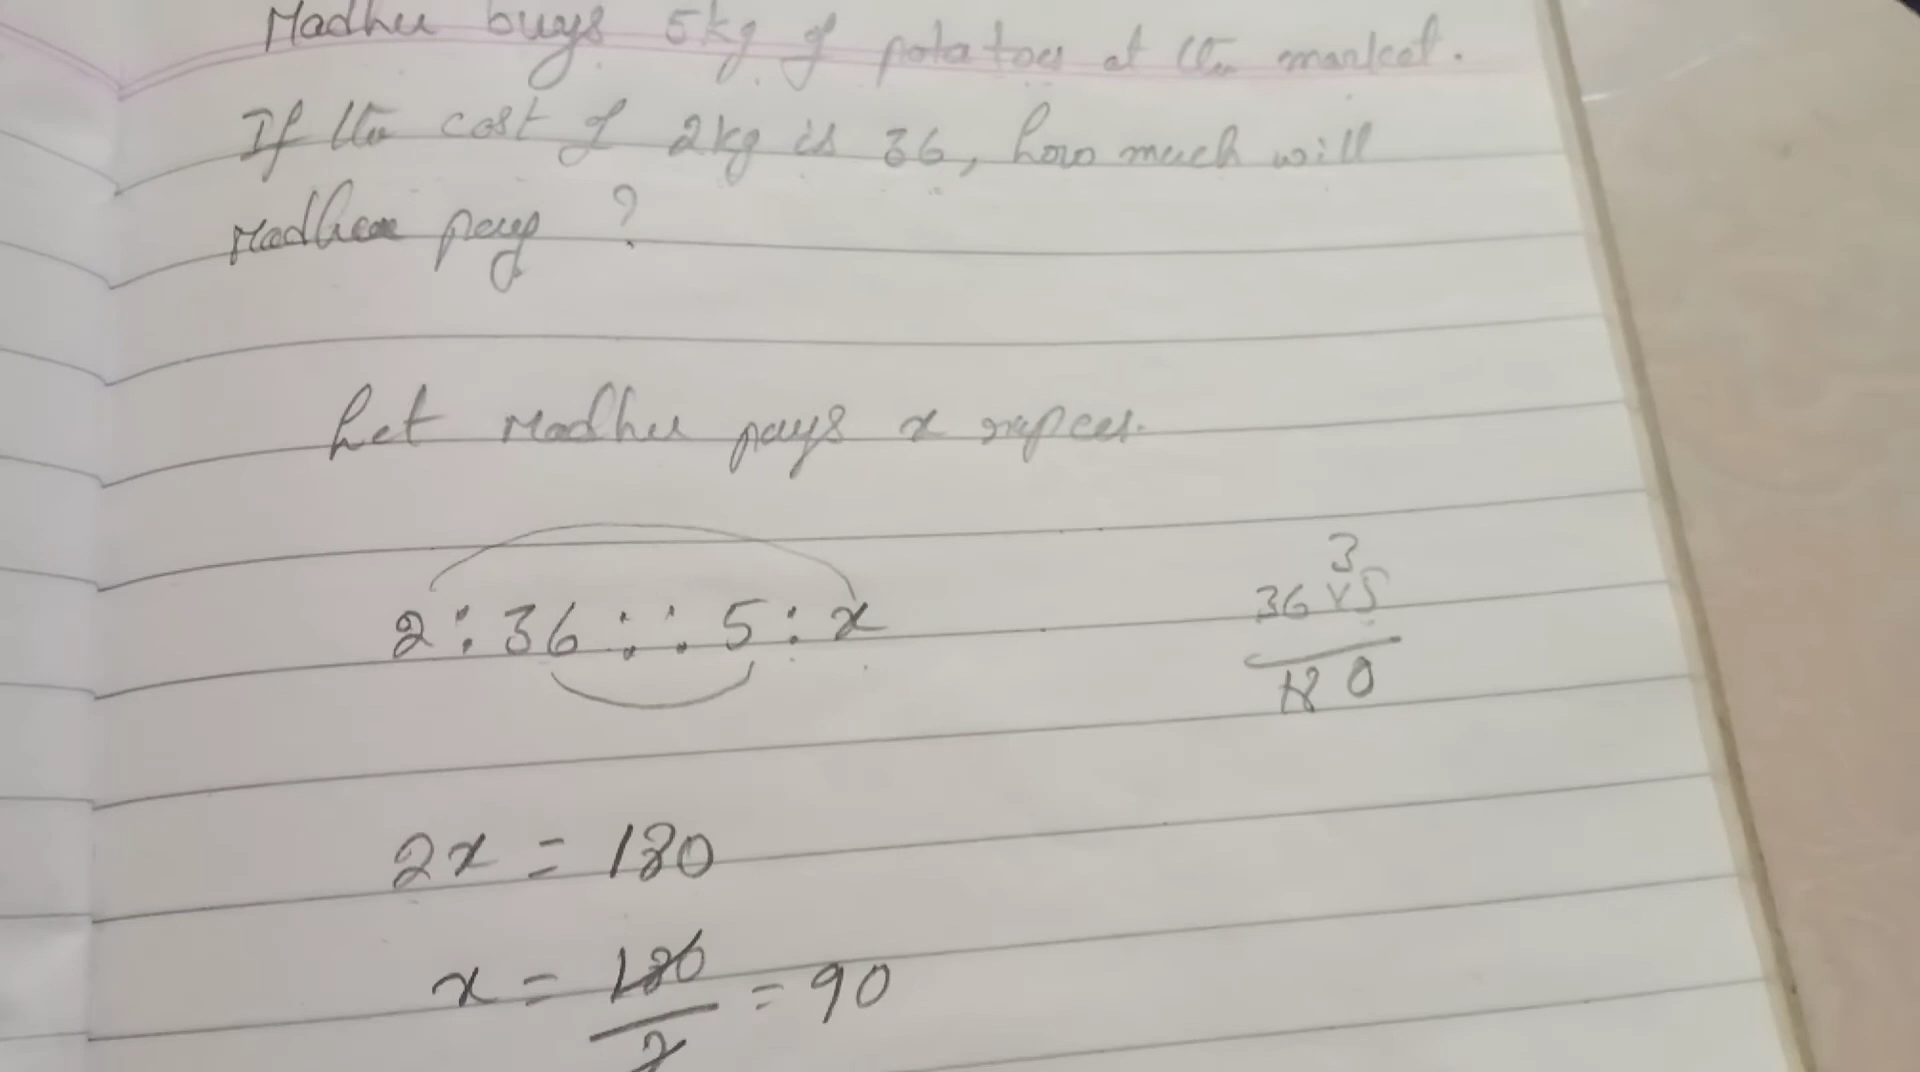 Madhu buys 5kg of potatoes at the market.
If the cost of 2kg is 36, how much will
Madhu pay ?
Let Madhu pays x rupees.
3
36 x 5
180
2 : 36 :: 5 : x
2x = 180
x = 180/2 = 90